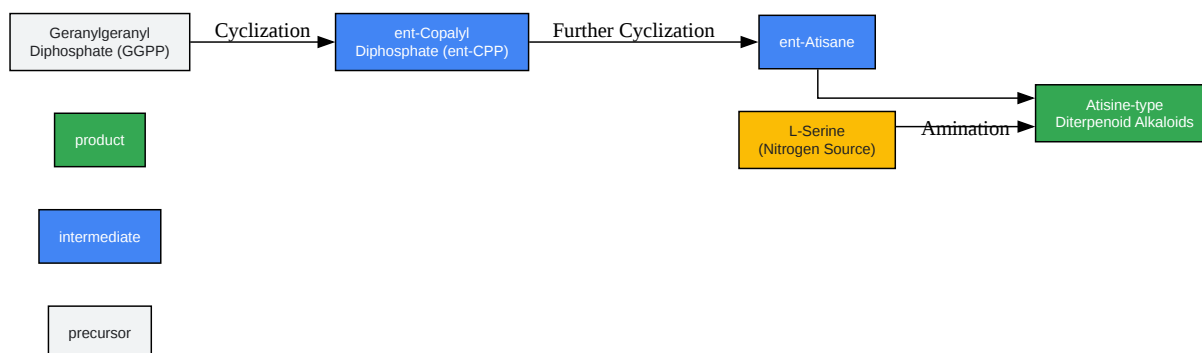 Geranylgeranyl
Diphosphate (GGPP)
Cyclization
ent-Copalyl
Diphosphate (ent-CPP)
Further Cyclization
ent-Atisane
Atisine-type
Diterpenoid Alkaloids
L-Serine
(Nitrogen Source)
Amination
product
intermediate
precursor